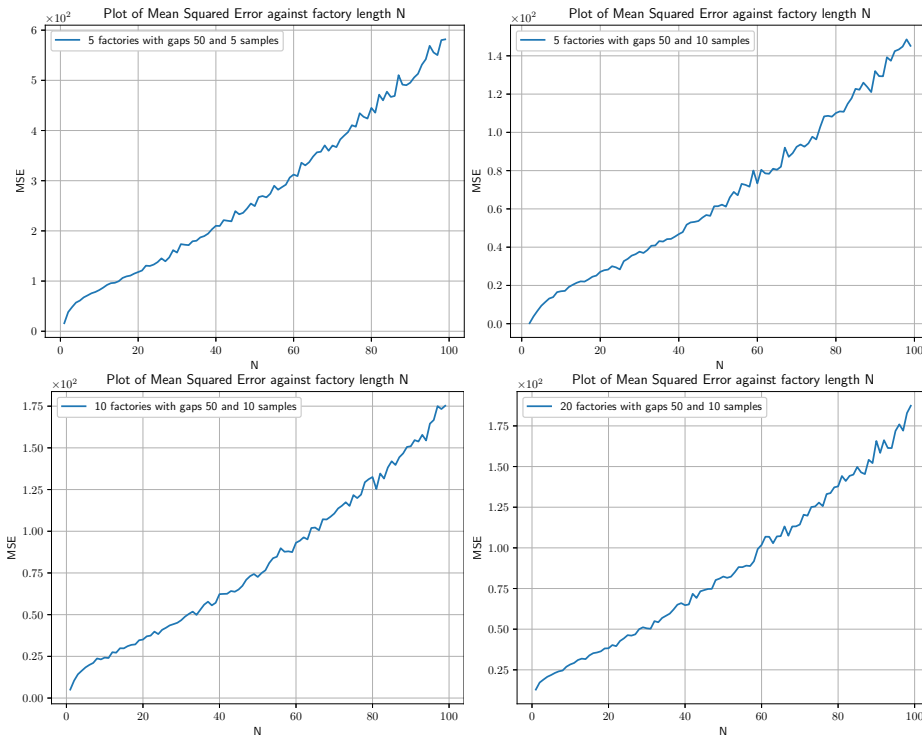 Plot of Mean Squared Error against factory length N
×10²
5 factories with gaps 50 and 5 samples
6
5
4
3
2
1
0
MSE
0 20 40 60 80 100
N
Plot of Mean Squared Error against factory length N
×10²
5 factories with gaps 50 and 10 samples
1.4
1.2
1.0
0.8
0.6
0.4
0.2
0.0
MSE
0 20 40 60 80 100
N
Plot of Mean Squared Error against factory length N
×10²
10 factories with gaps 50 and 10 samples
1.75
1.50
1.25
1.00
0.75
0.50
0.25
0.00
MSE
0 20 40 60 80 100
N
Plot of Mean Squared Error against factory length N
×10²
20 factories with gaps 50 and 10 samples
1.75
1.50
1.25
1.00
0.75
0.50
0.25
MSE
0 20 40 60 80 100
N